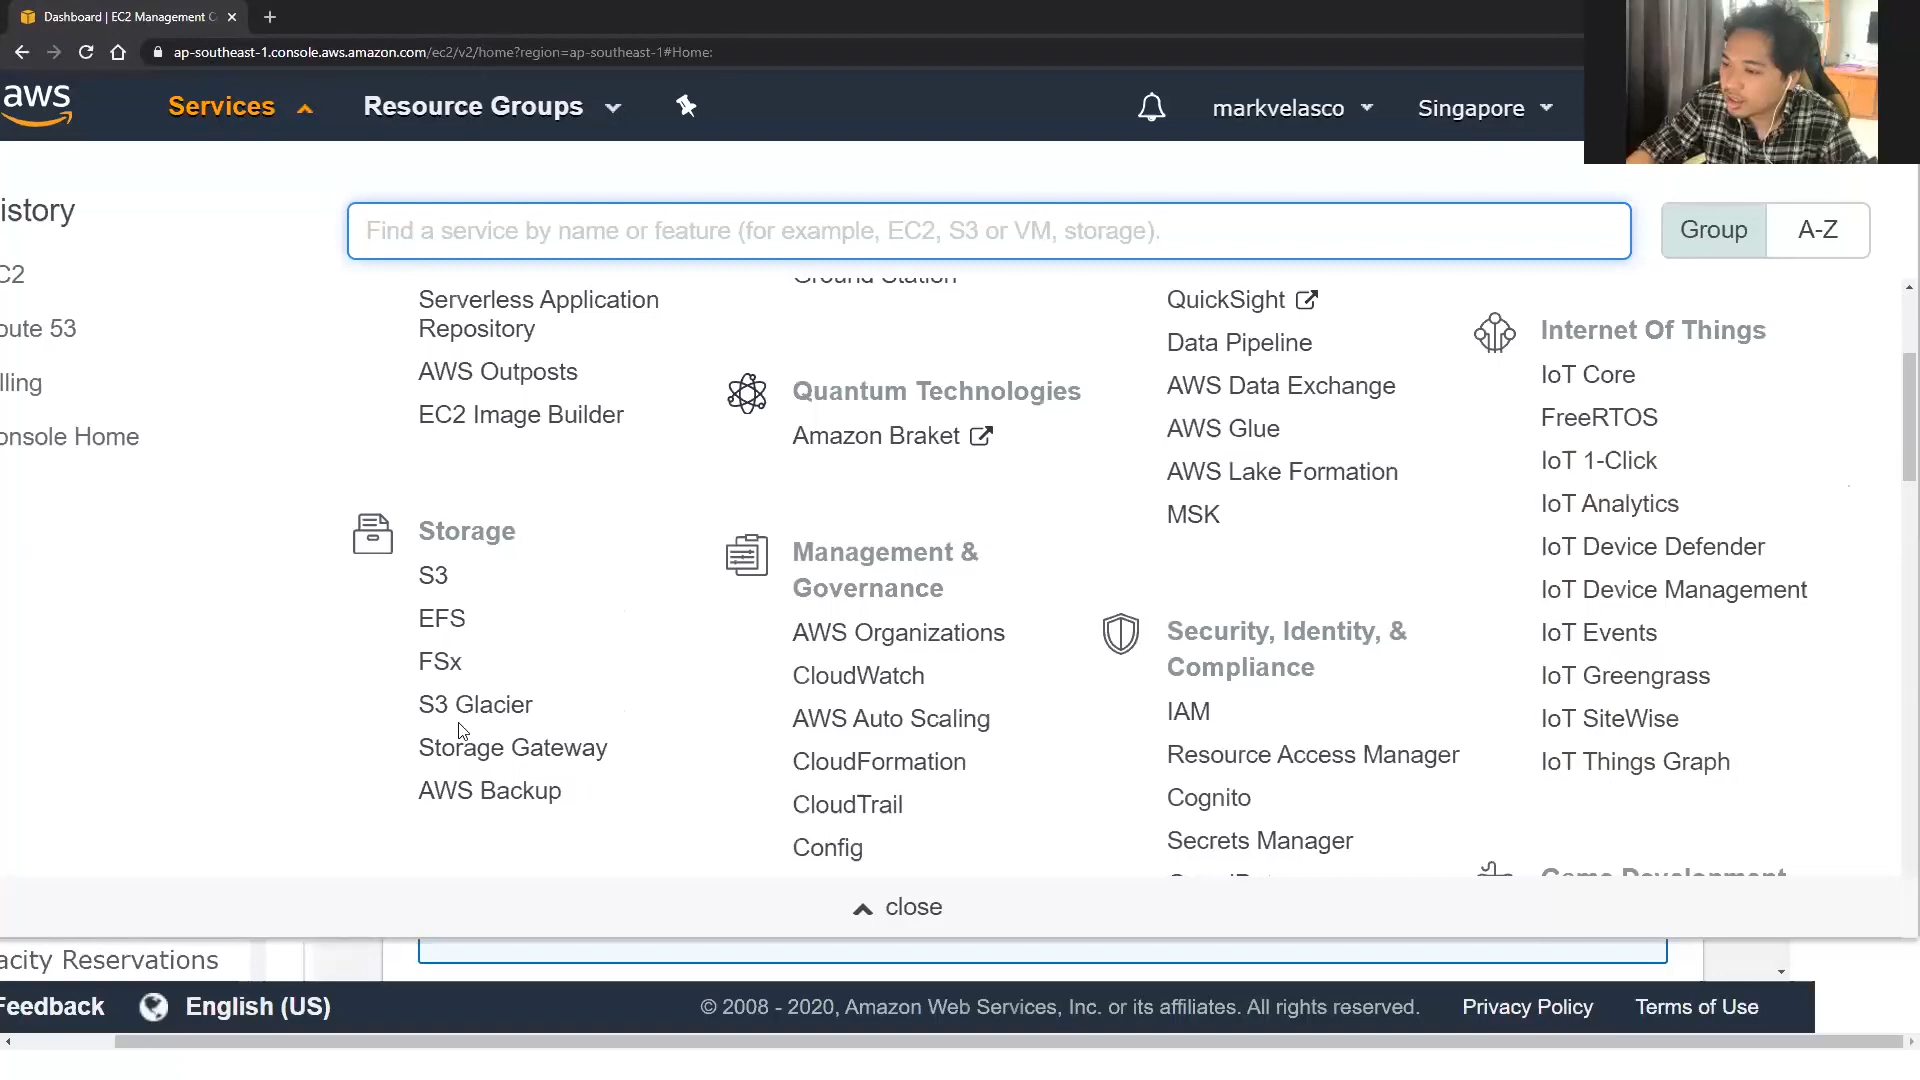 Dashboard | EC2 Management C
ap-southeast-1.console.aws.amazon.com/ec2/v2/home?region=ap-southeast-1#Home:
aws
Services
Resource Groups
markvelasco
Singapore
istory
C2
oute 53
lling
onsole Home
Find a service by name or feature (for example, EC2, S3 or VM, storage).
Group
A-Z
Serverless Application
Repository
AWS Outposts
EC2 Image Builder
Storage
S3
EFS
FSx
S3 Glacier
Storage Gateway
AWS Backup
Ground Station
Quantum Technologies
Amazon Braket
Management &
Governance
AWS Organizations
CloudWatch
AWS Auto Scaling
CloudFormation
CloudTrail
Config
QuickSight
Data Pipeline
AWS Data Exchange
AWS Glue
AWS Lake Formation
MSK
Security, Identity, &
Compliance
IAM
Resource Access Manager
Cognito
Secrets Manager
Internet Of Things
IoT Core
FreeRTOS
IoT 1-Click
IoT Analytics
IoT Device Defender
IoT Device Management
IoT Events
IoT Greengrass
IoT SiteWise
IoT Things Graph
Game Development
close
acity Reservations
Feedback
English (US)
© 2008 - 2020, Amazon Web Services, Inc. or its affiliates. All rights reserved.
Privacy Policy
Terms of Use